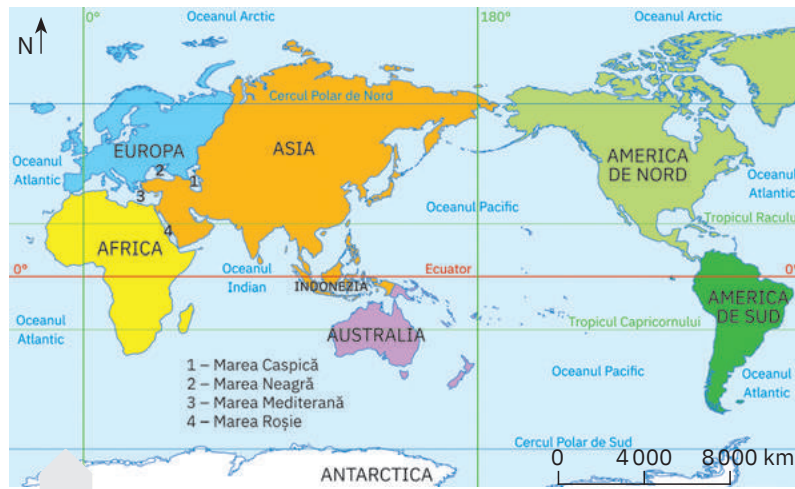 Oceanul Arctic
Oceanul Arctic
0°
180°
N
Cercul Polar de Nord
EUROPA
ASIA
AMERICA
DE NORD
2
1
3
4
Oceanul
Atlantic
Oceanul
Atlantic
Oceanul Pacific
Tropicul Racului
AFRICA
Oceanul
Indian
0°
Ecuator
0°
INDONEZIA
AMERICA
DE SUD
Oceanul
Atlantic
AUSTRALIA
Tropicul Capricornului
1 – Marea Caspică
2 – Marea Neagră
3 – Marea Mediterană
4 – Marea Roșie
Oceanul Pacific
Oceanul
Atlantic
Cercul Polar de Sud
ANTARCTICA
0 4 000 8 000 km